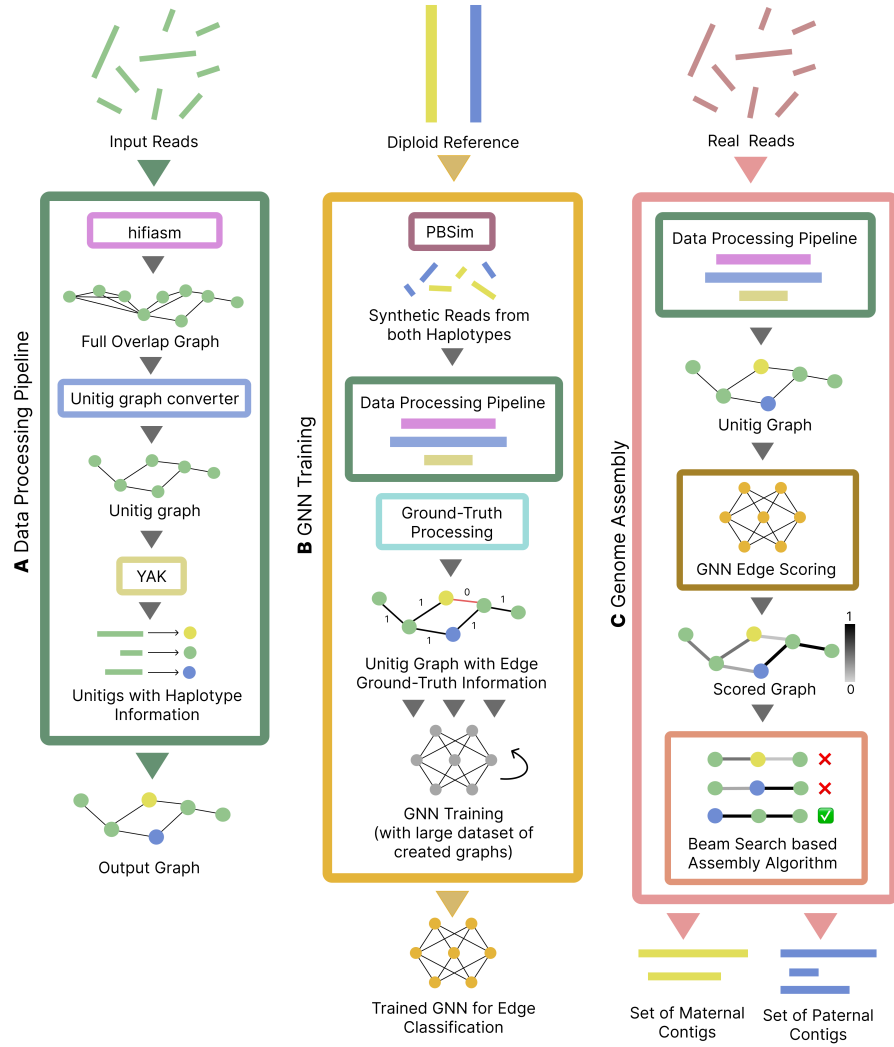 Input Reads
A Data Processing Pipeline
hifiasm
Full Overlap Graph
Unitig graph converter
Unitig graph
YAK
Unitigs with Haplotype
Information
Output Graph
Diploid Reference
B GNN Training
PBSim
Synthetic Reads from
both Haplotypes
Data Processing Pipeline
Ground-Truth
Processing
1
1
0
1
1
1
Unitig Graph with Edge
Ground-Truth Information
GNN Training
(with large dataset of
created graphs)
Trained GNN for Edge
Classification
Real Reads
C Genome Assembly
Data Processing Pipeline
Unitig Graph
GNN Edge Scoring
1
0
Scored Graph
Beam Search based
Assembly Algorithm
Set of Maternal
Contigs
Set of Paternal
Contigs